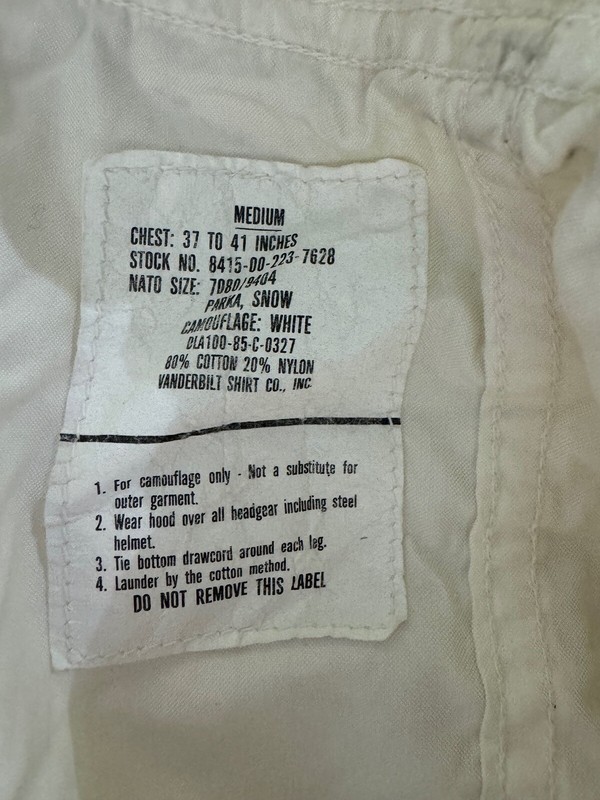 MEDIUM
CHEST: 37 TO 41 INCHES
STOCK NO. 8415-00-223-7628
NATO SIZE: 7080/9404
PARKA, SNOW
CAMOUFLAGE: WHITE
DLA100-85-C-0327
80% COTTON 20% NYLON
VANDERBILT SHIRT CO., INC.
1. For camouflage only - Not a substitute for
outer garment.
2. Wear hood over all headgear including steel
helmet.
3. Tie bottom drawcord around each leg.
4. Launder by the cotton method.
DO NOT REMOVE THIS LABEL